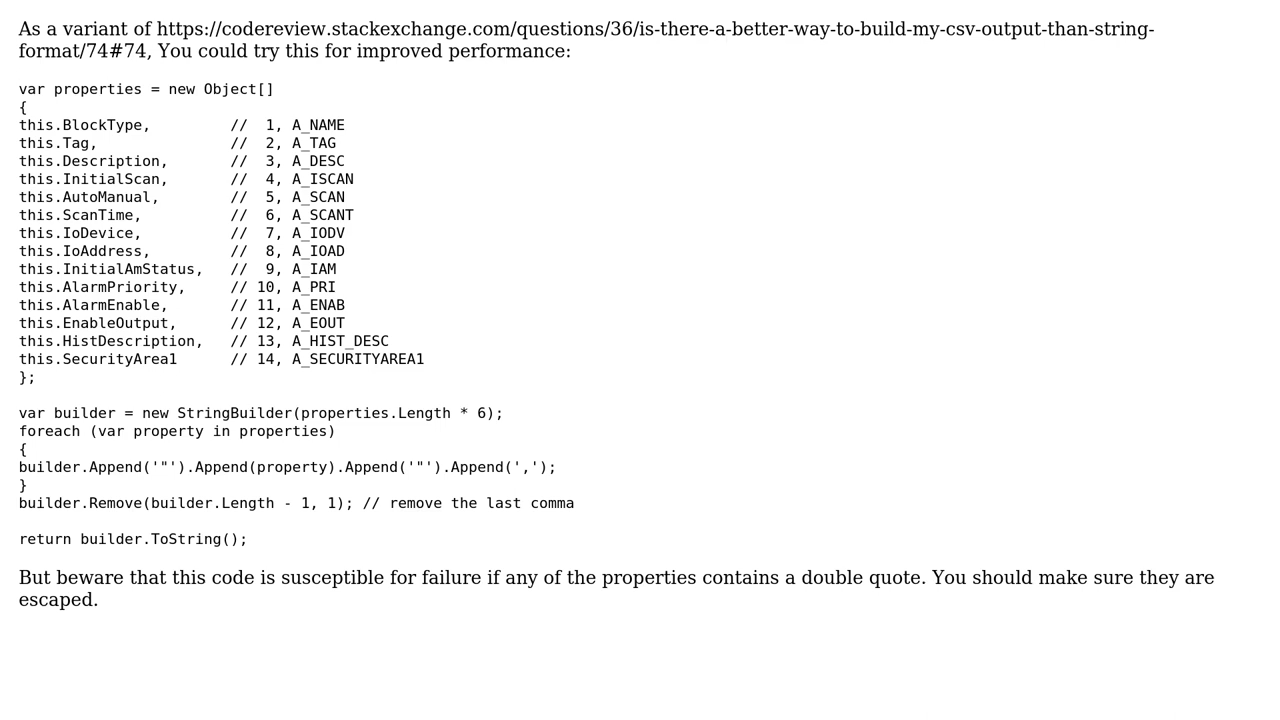 As a variant of https://codereview.stackexchange.com/questions/36/is-there-a-better-way-to-build-my-csv-output-than-string-
format/74#74, You could try this for improved performance:
var properties = new Object[]
{
this.BlockType,         //  1, A_NAME
this.Tag,               //  2, A_TAG
this.Description,       //  3, A_DESC
this.InitialScan,       //  4, A_ISCAN
this.AutoManual,        //  5, A_SCAN
this.ScanTime,          //  6, A_SCANT
this.IoDevice,          //  7, A_IODV
this.IoAddress,         //  8, A_IOAD
this.InitialAmStatus,   //  9, A_IAM
this.AlarmPriority,     // 10, A_PRI
this.AlarmEnable,       // 11, A_ENAB
this.EnableOutput,      // 12, A_EOUT
this.HistDescription,   // 13, A_HIST_DESC
this.SecurityArea1      // 14, A_SECURITYAREA1
};
var builder = new StringBuilder(properties.Length * 6);
foreach (var property in properties)
{
builder.Append('"').Append(property).Append('"').Append(',');
}
builder.Remove(builder.Length - 1, 1); // remove the last comma
return builder.ToString();
But beware that this code is susceptible for failure if any of the properties contains a double quote. You should make sure they are
escaped.